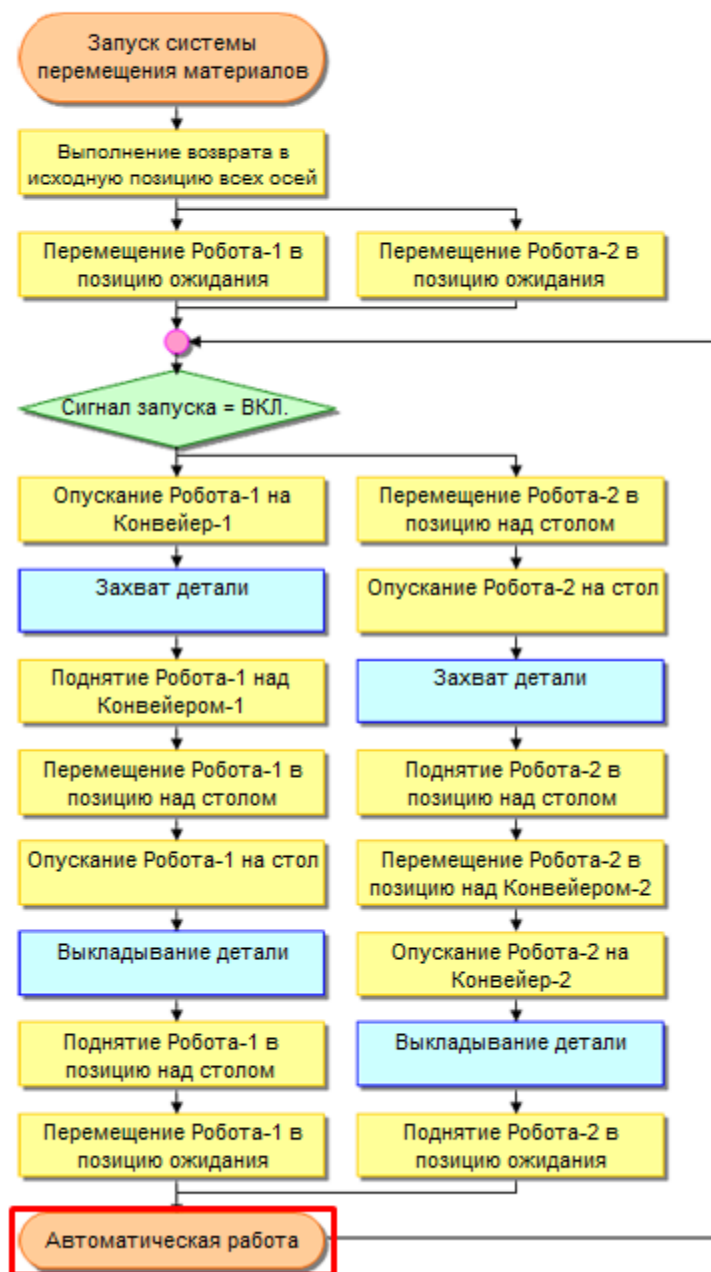 Запуск системы
перемещения материалов
Выполнение возврата в
исходную позицию всех осей
Перемещение Робота-1 в
позицию ожидания
Перемещение Робота-2 в
позицию ожидания
Сигнал запуска = ВКЛ.
Опускание Робота-1 на
Конвейер-1
Перемещение Робота-2 в
позицию над столом
Захват детали
Опускание Робота-2 на стол
Поднятие Робота-1 над
Конвейером-1
Захват детали
Перемещение Робота-1 в
позицию над столом
Поднятие Робота-2 в
позицию над столом
Опускание Робота-1 на стол
Перемещение Робота-2 в
позицию над Конвейером-2
Выкладывание детали
Опускание Робота-2 на
Конвейер-2
Поднятие Робота-1 в
позицию над столом
Выкладывание детали
Перемещение Робота-1 в
позицию ожидания
Поднятие Робота-2 в
позицию ожидания
Автоматическая работа